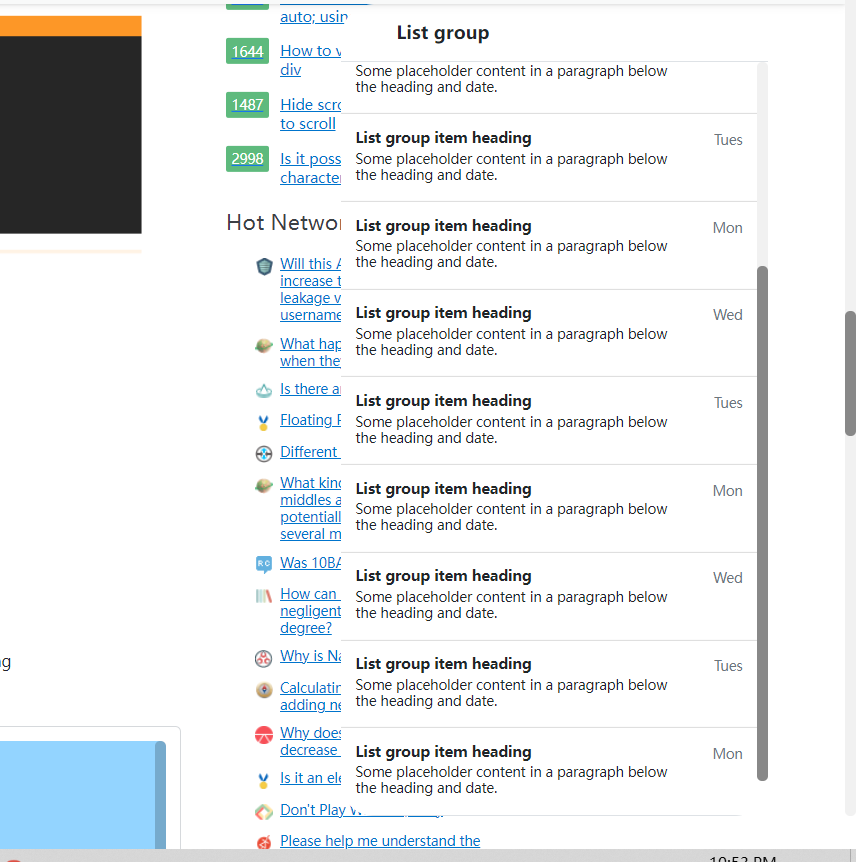 auto; usin
1644 How to v
div
1487 Hide scro
to scroll
2998 Is it poss
character
Hot Networ
Will this A
increase t
leakage v
username
What hap
when they
Is there a
Floating F
Different
What kind
middles a
potentially
several m
Was 10BA
How can
negligent
degree?
Why is Na
Calculatin
adding ne
Why does
decrease
Is it an ele
Don't Play
Please help me understand the
List group
Some placeholder content in a paragraph below
the heading and date.
List group item heading Tues
Some placeholder content in a paragraph below
the heading and date.
List group item heading Mon
Some placeholder content in a paragraph below
the heading and date.
List group item heading Wed
Some placeholder content in a paragraph below
the heading and date.
List group item heading Tues
Some placeholder content in a paragraph below
the heading and date.
List group item heading Mon
Some placeholder content in a paragraph below
the heading and date.
List group item heading Wed
Some placeholder content in a paragraph below
the heading and date.
List group item heading Tues
Some placeholder content in a paragraph below
the heading and date.
List group item heading Mon
Some placeholder content in a paragraph below
the heading and date.
g
10:53 PM